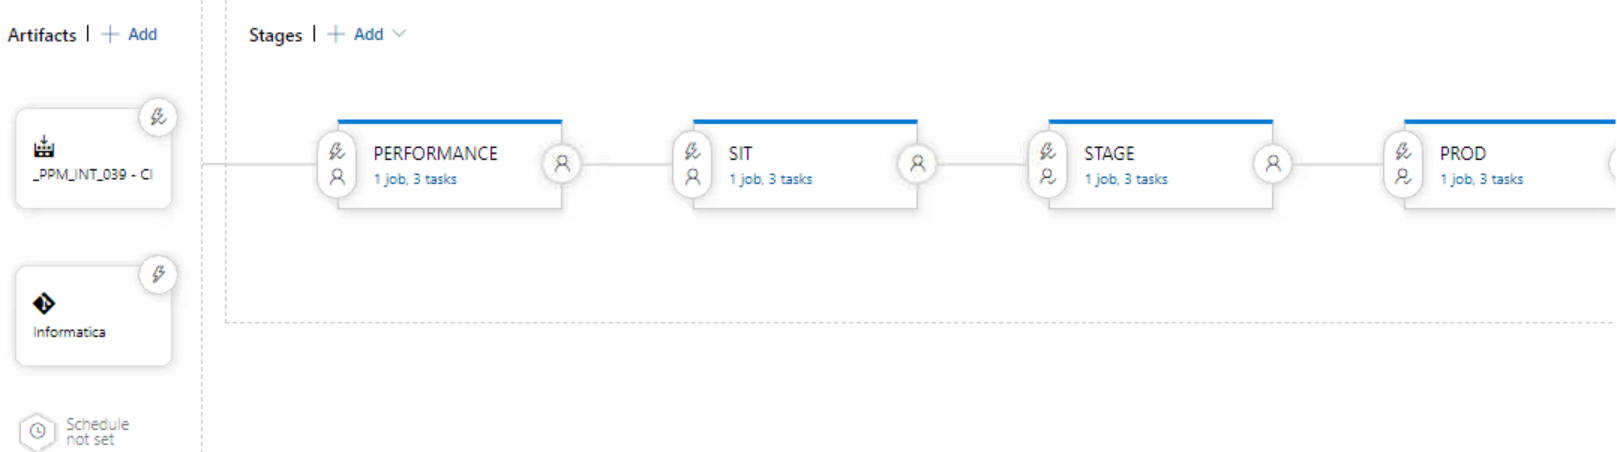 Artifacts | + Add
Stages | + Add
_PPM_INT_039 - CI
PERFORMANCE
1 job, 3 tasks
SIT
1 job, 3 tasks
STAGE
1 job, 3 tasks
PROD
1 job, 3 tasks
Informatica
Schedule
not set